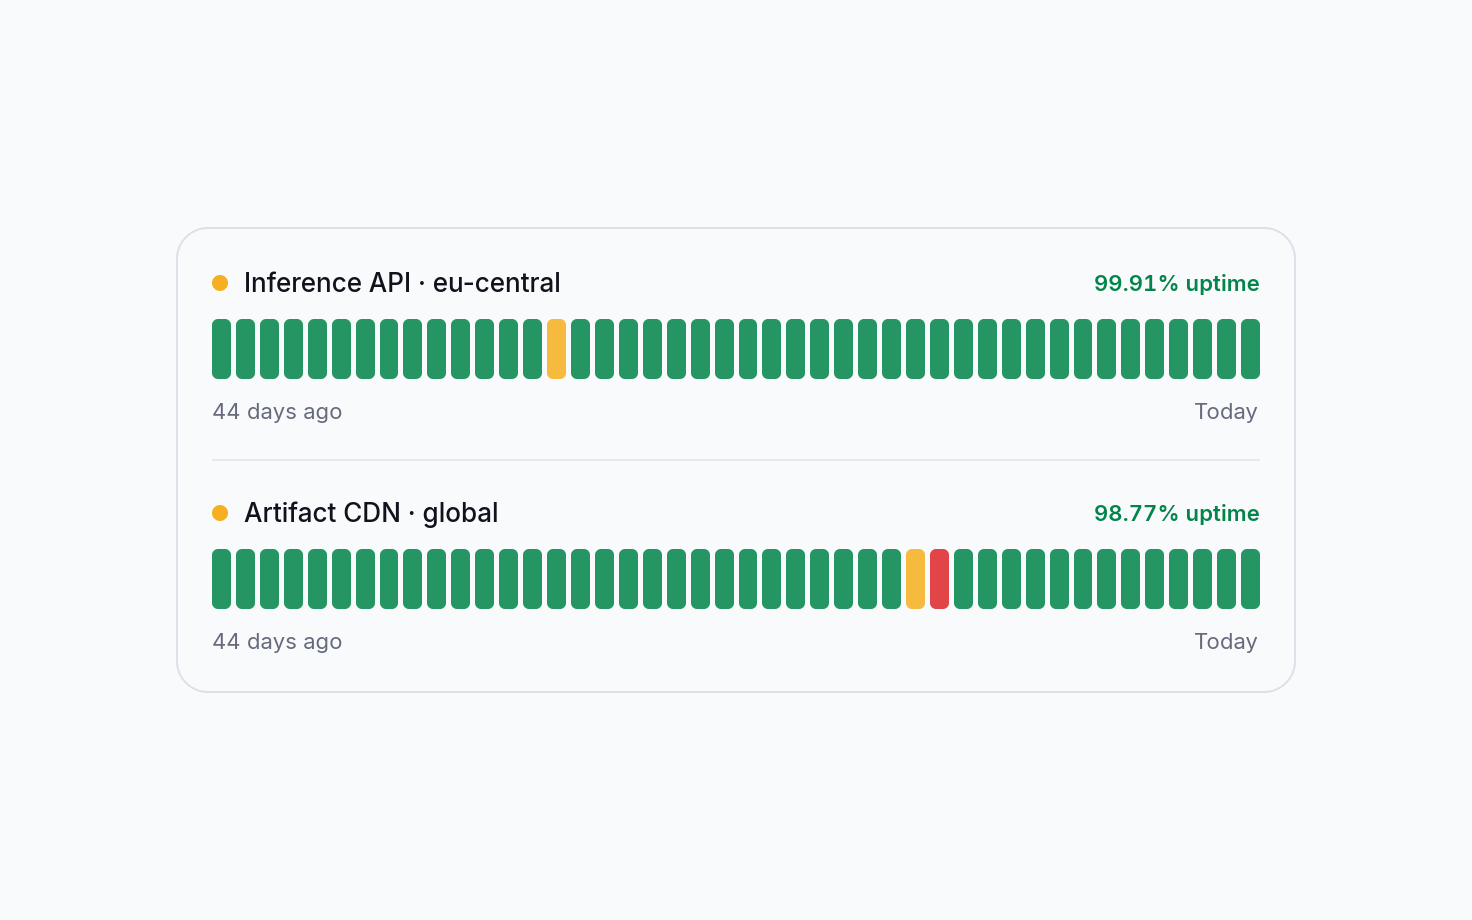 Inference API · eu-central
99.91% uptime
44 days ago
Today
Artifact CDN · global
98.77% uptime
44 days ago
Today